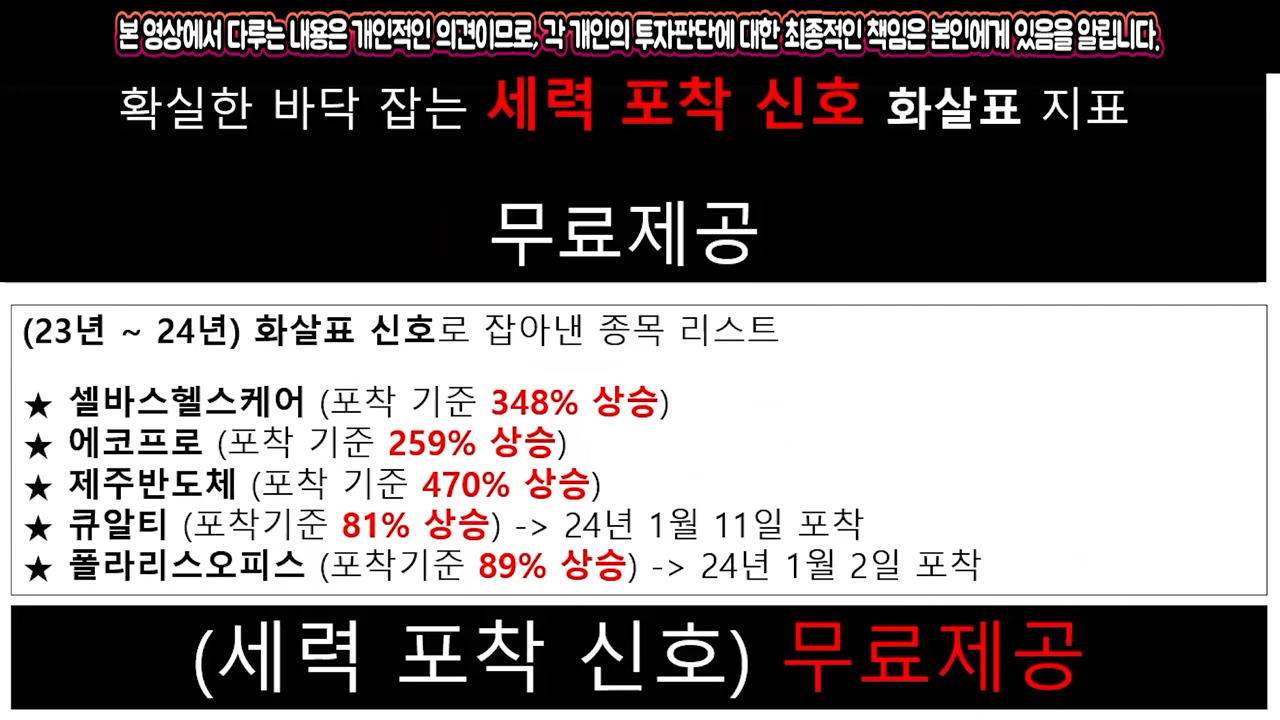 본 영상에서 다루는 내용은 개인적인 의견이므로, 각 개인의 투자판단에 대한 최종적인 책임은 본인에게 있음을 알립니다.
확실한 바닥 잡는 세력 포착 신호 화살표 지표
무료제공
(23년 ~ 24년) 화살표 신호로 잡아낸 종목 리스트
★ 셀바스헬스케어 (포착 기준 348% 상승)
★ 에코프로 (포착 기준 259% 상승)
★ 제주반도체 (포착 기준 470% 상승)
★ 큐알티 (포착기준 81% 상승) -> 24년 1월 11일 포착
★ 폴라리스오피스 (포착기준 89% 상승) -> 24년 1월 2일 포착
(세력 포착 신호) 무료제공